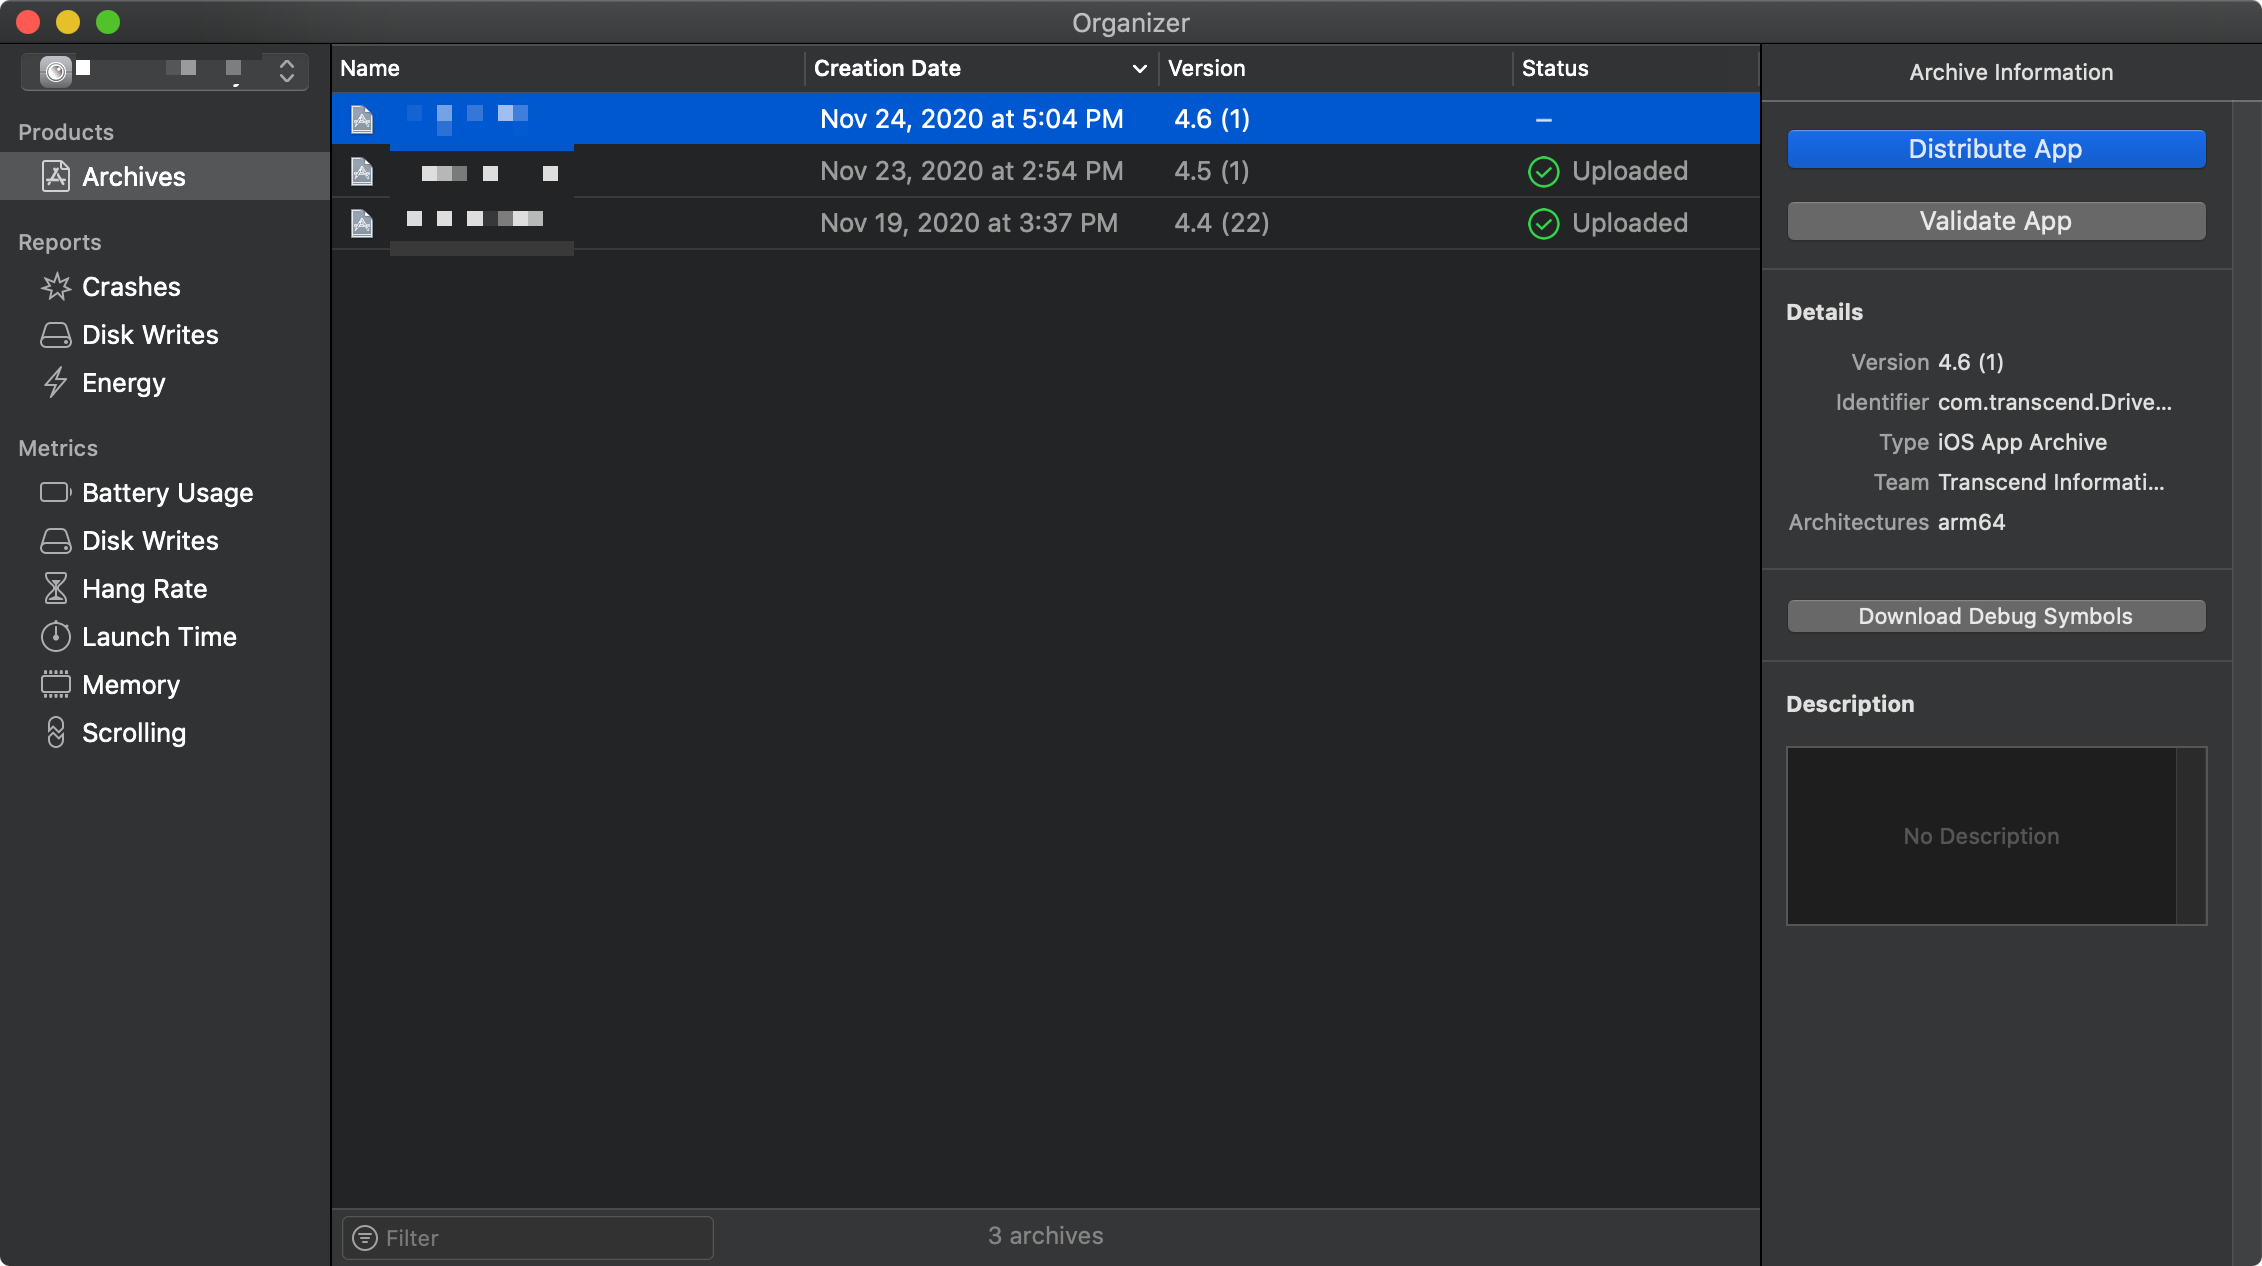 Organizer
Products
Archives
Reports
Crashes
Disk Writes
Energy
Metrics
Battery Usage
Disk Writes
Hang Rate
Launch Time
Memory
Scrolling
Name Creation Date Version Status
Nov 24, 2020 at 5:04 PM 4.6 (1) –
Nov 23, 2020 at 2:54 PM 4.5 (1) Uploaded
Nov 19, 2020 at 3:37 PM 4.4 (22) Uploaded
Filter
3 archives
Archive Information
Distribute App
Validate App
Details
Version 4.6 (1)
Identifier com.transcend.Drive...
Type iOS App Archive
Team Transcend Informati...
Architectures arm64
Download Debug Symbols
Description
No Description